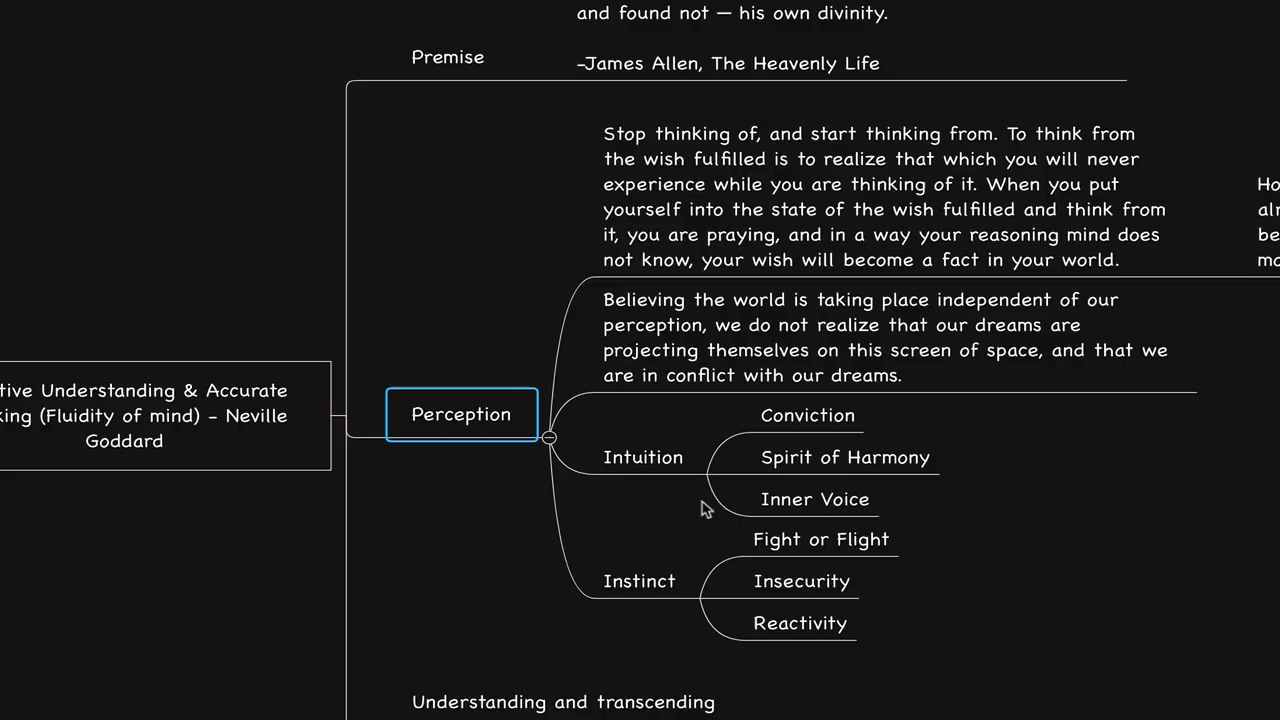 and found not — his own divinity.
Premise
–James Allen, The Heavenly Life
Stop thinking of, and start thinking from. To think from
the wish fulfilled is to realize that which you will never
experience while you are thinking of it. When you put
yourself into the state of the wish fulfilled and think from
it, you are praying, and in a way your reasoning mind does
not know, your wish will become a fact in your world.
Believing the world is taking place independent of our
perception, we do not realize that our dreams are
projecting themselves on this screen of space, and that we
are in conflict with our dreams.
tive Understanding & Accurate
king (Fluidity of mind) – Neville
Goddard
Perception
Intuition
Conviction
Spirit of Harmony
Inner Voice
Instinct
Fight or Flight
Insecurity
Reactivity
Understanding and transcending